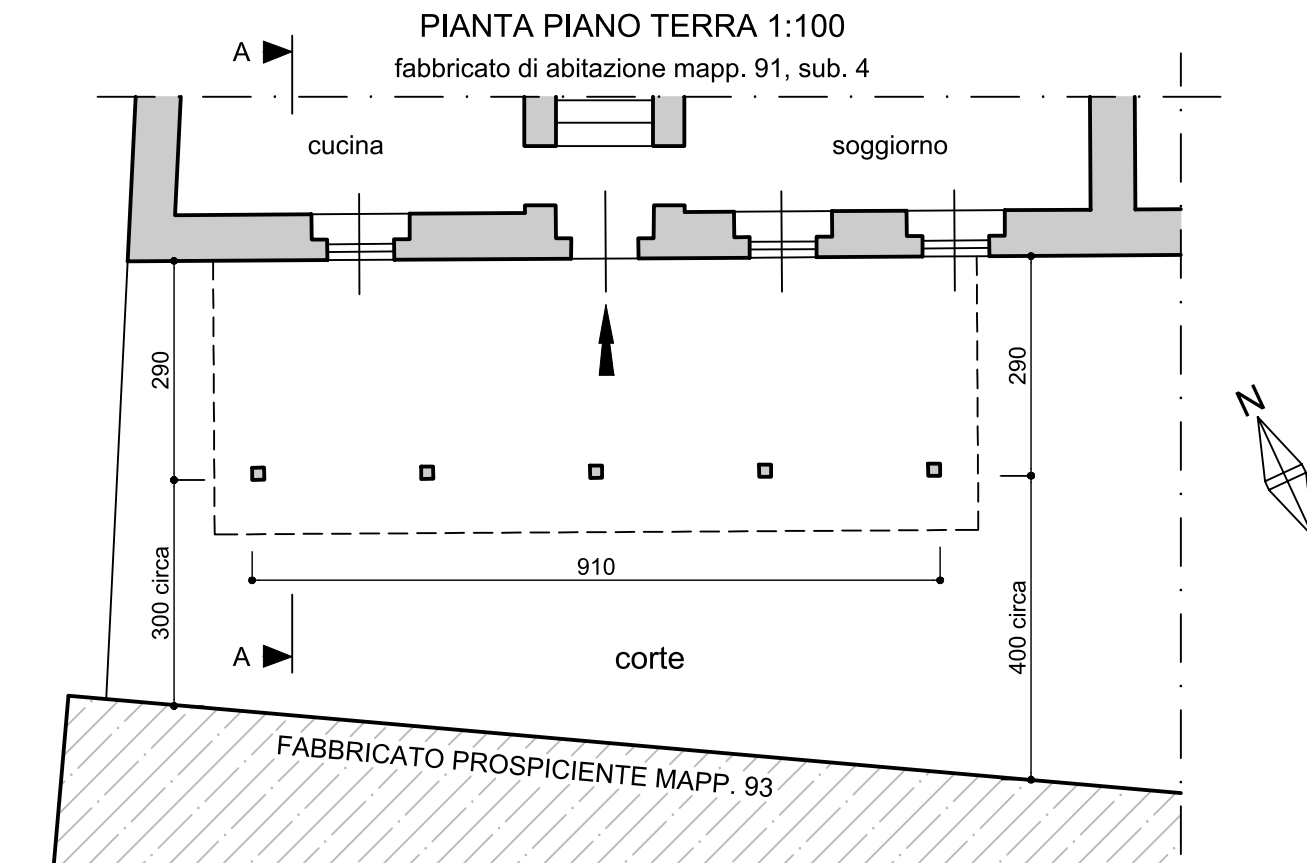 PIANTA PIANO TERRA 1:100
A
fabbricato di abitazione mapp. 91, sub. 4
cucina
soggiorno
290
290
N
910
300 circa
400 circa
A
corte
FABBRICATO PROSPICIENTE MAPP. 93